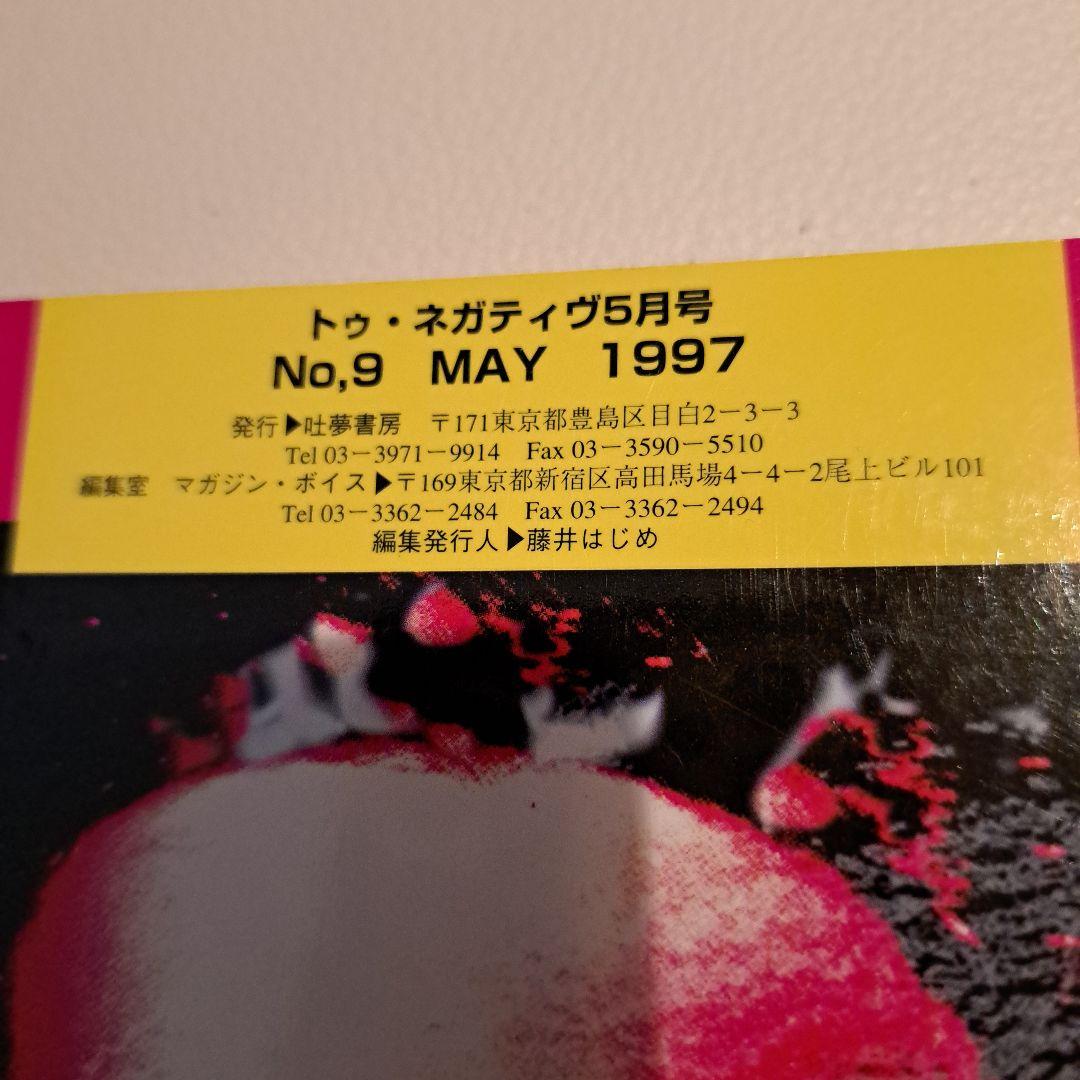 トゥ・ネガティヴ5月号
No,9 MAY 1997
発行▶吐夢書房 〒171東京都豊島区目白2－3－3
Tel 03－3971－9914 Fax 03－3590－5510
編集室 マガジン・ボイス▶〒169東京都新宿区高田馬場4－4－2尾上ビル101
Tel 03－3362－2484 Fax 03－3362－2494
編集発行人▶藤井はじめ